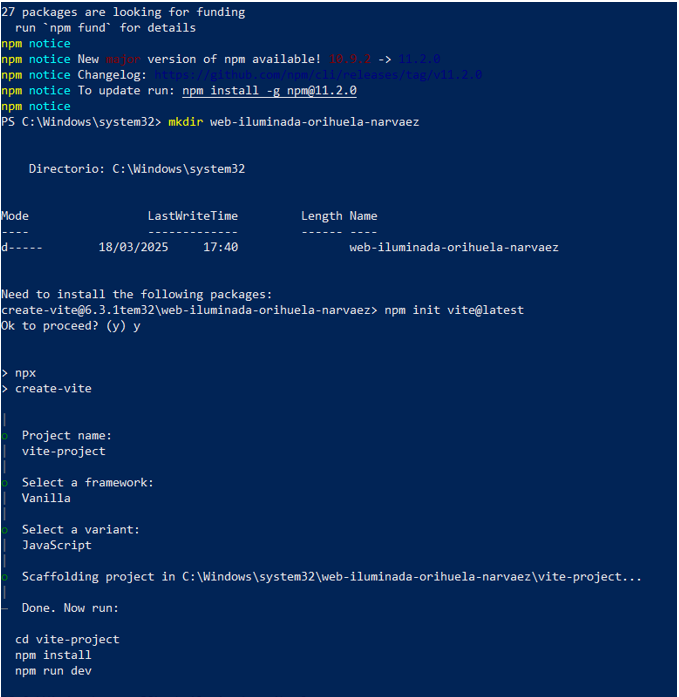 27 packages are looking for funding
  run `npm fund` for details
npm notice
npm notice New major version of npm available! 10.9.2 -> 11.2.0
npm notice Changelog: https://github.com/npm/cli/releases/tag/v11.2.0
npm notice To update run: npm install -g npm@11.2.0
npm notice
PS C:\Windows\system32> mkdir web-iluminada-orihuela-narvaez
    Directorio: C:\Windows\system32
Mode                LastWriteTime         Length Name
----                -------------         ------ ----
d-----       18/03/2025     17:40                web-iluminada-orihuela-narvaez
Need to install the following packages:
create-vite@6.3.1tem32\web-iluminada-orihuela-narvaez> npm init vite@latest
Ok to proceed? (y) y
> npx
> create-vite
o  Project name:
|  vite-project
o  Select a framework:
|  Vanilla
o  Select a variant:
|  JavaScript
o  Scaffolding project in C:\Windows\system32\web-iluminada-orihuela-narvaez\vite-project...
—  Done. Now run:
  cd vite-project
  npm install
  npm run dev